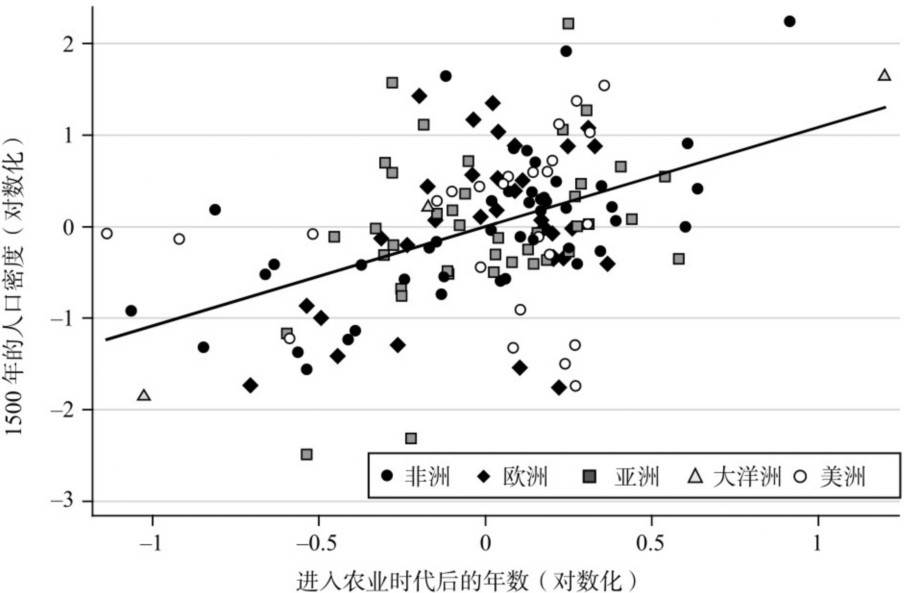 1500 年的人口密度（对数化）
2
1
0
–1
–2
–3
非洲 欧洲 亚洲 大洋洲 美洲
–1 –0.5 0 0.5 1
进入农业时代后的年数（对数化）